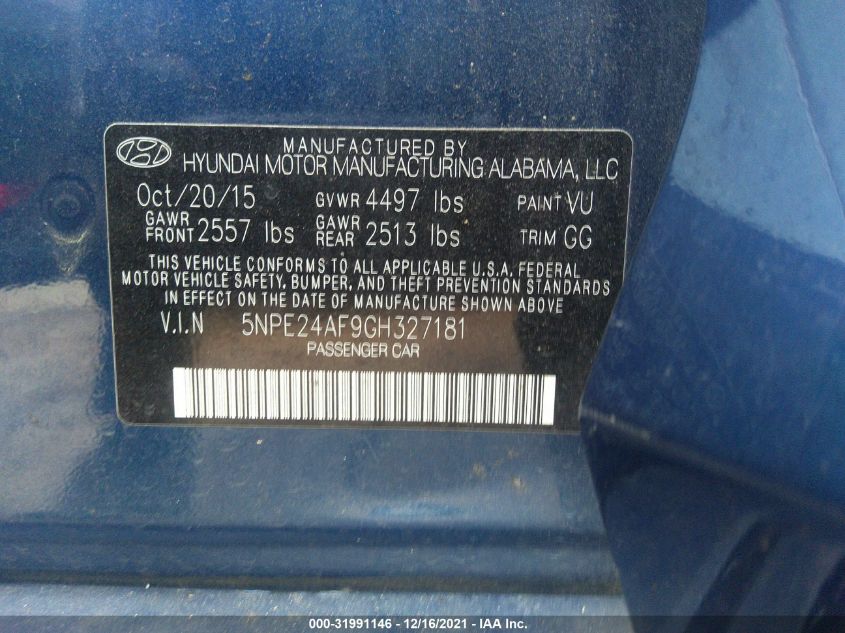 MANUFACTURED BY
HYUNDAI MOTOR MANUFACTURING ALABAMA, LLC
Oct/20/15 GVWR 4497 lbs PAINT VU
GAWR FRONT 2557 lbs GAWR REAR 2513 lbs TRIM GG
THIS VEHICLE CONFORMS TO ALL APPLICABLE U.S.A. FEDERAL
MOTOR VEHICLE SAFETY, BUMPER, AND THEFT PREVENTION STANDARDS
IN EFFECT ON THE DATE OF MANUFACTURE SHOWN ABOVE.
V.I.N 5NPE24AF9GH327181
PASSENGER CAR
000-31991146 - 12/16/2021 - IAA Inc.